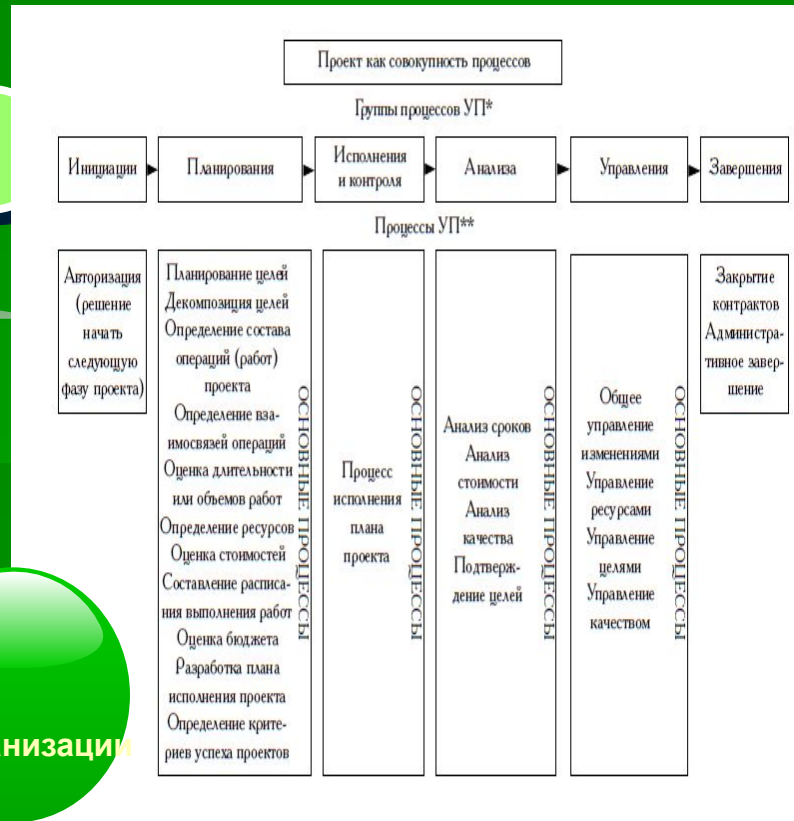 Проект как совокупность процессов
Группы процессов УП*
Инициации
Планирования
Исполнения
и контроля
Анализа
Управления
Завершения
Процессы УП**
Авторизация
(решение
начать
следующую
фазу проекта)
Планирование целей
Декомпозиция целей
Определение состава
операций (работ)
проекта
Определение вза-
имосвязей операций
Оценка длительности
или объемов работ
Определение ресурсов
Оценка стоимостей
Составление расписа-
ния выполнения работ
Оценка бюджета
Разработка плана
исполнения проекта
Определение крите-
риев успеха проектов
ОСНОВНЫЕ ПРОЦЕССЫ
Процесс
исполнения
плана
проекта
ОСНОВНЫЕ ПРОЦЕССЫ
Анализ сроков
Анализ
стоимости
Анализ
качества
Подтверж-
дение целей
ОСНОВНЫЕ ПРОЦЕССЫ
Общее
управление
изменениями
Управление
ресурсами
Управление
целями
Управление
качеством
ОСНОВНЫЕ ПРОЦЕССЫ
Закрытие
контрактов
Администра-
тивное завер-
шение
низации